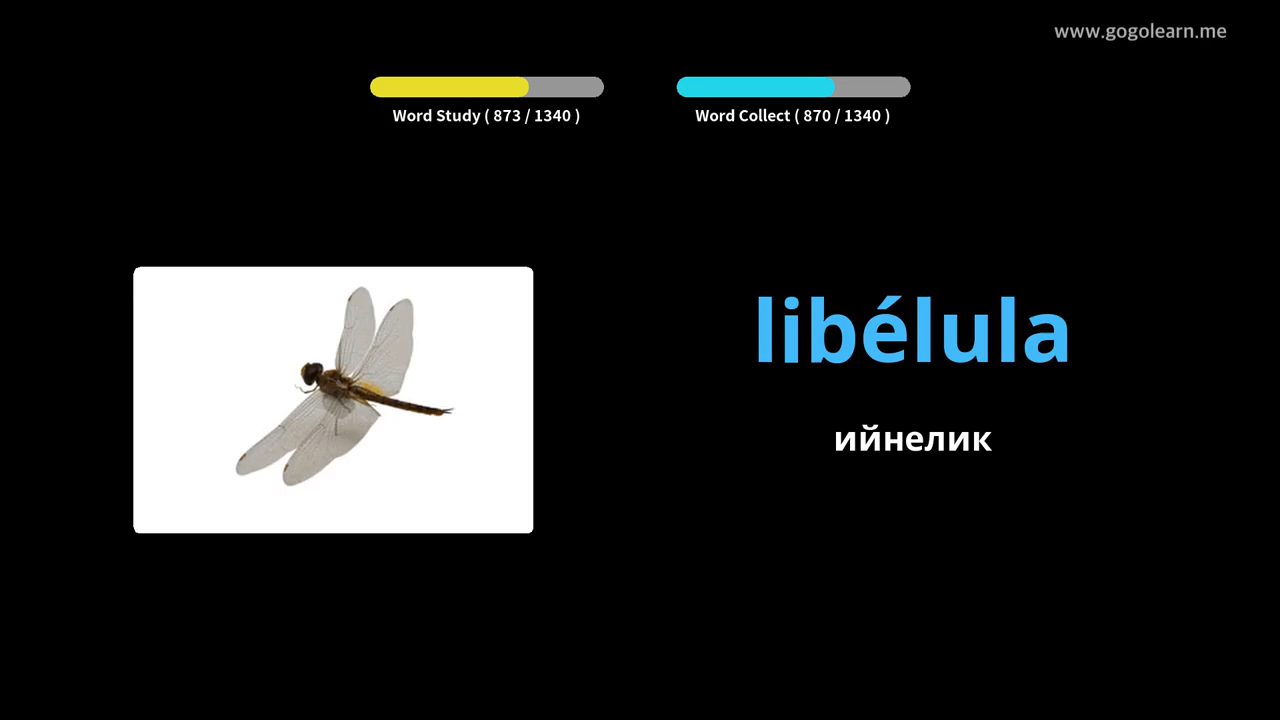 www.gogolearn.me
Word Study ( 873 / 1340 )
Word Collect ( 870 / 1340 )
libélula
ийнелик